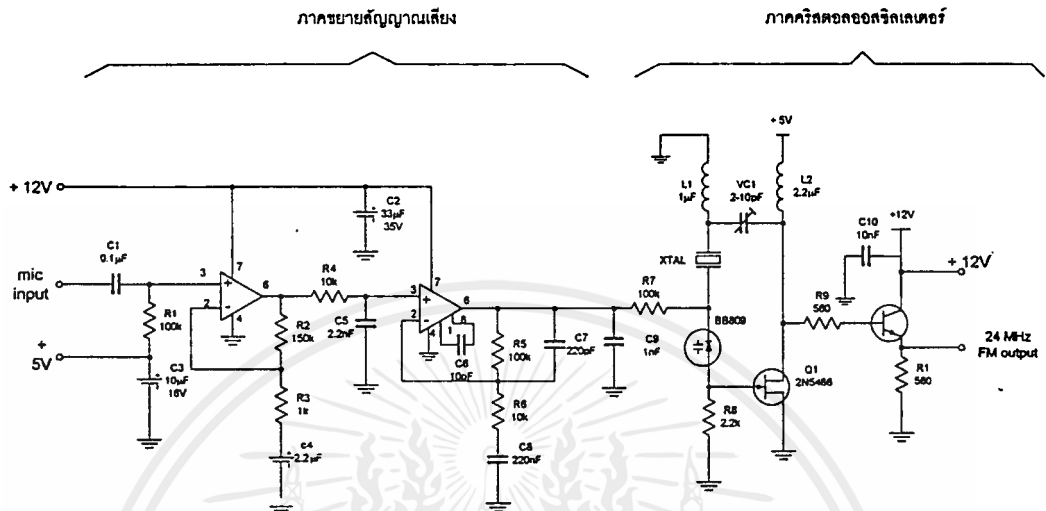 ภาคขยายสัญญาณเสียง
ภาคคริสตอลออสซิลเลเตอร์
+ 5V
L1
1µF
VC1
2-10pF
L2
2.2µF
+ 12V
C2
33µF
35V
+12V
C10
10nF
C1
0.1µF
mic
input
3
7
2
6
4
R4
10k
3
7
2
6
4
1
8
XTAL
+ 12V
R7
100k
R1
100k
R2
150k
C5
2.2nF
C6
10pF
R5
100k
C7
220pF
C9
1nF
BB809
R9
560
24 MHz
FM output
+
5V
C3
10µF
16V
R3
1k
R6
10k
R8
2.2k
Q1
2N5486
R1
560
c4
2.2µF
C8
220nF